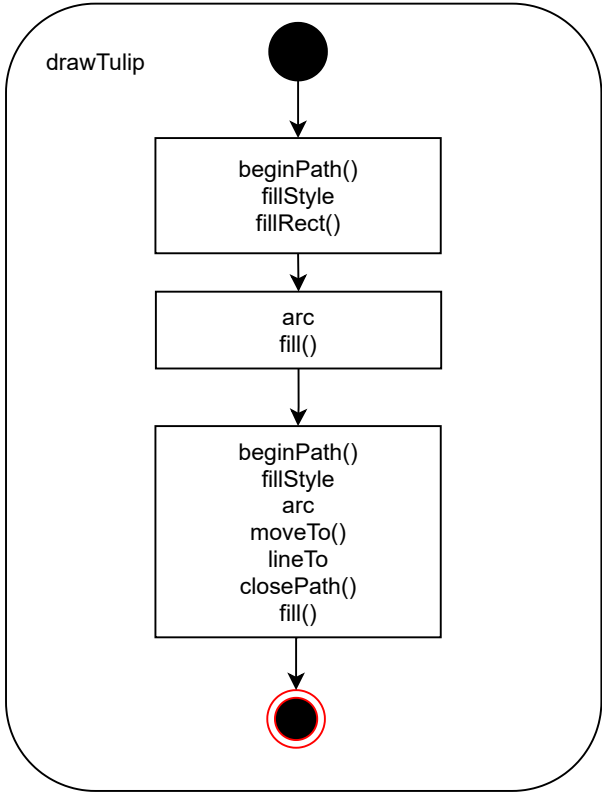 drawTulip
beginPath()
fillStyle
fillRect()
arc
fill()
beginPath()
fillStyle
arc
moveTo()
lineTo
closePath()
fill()